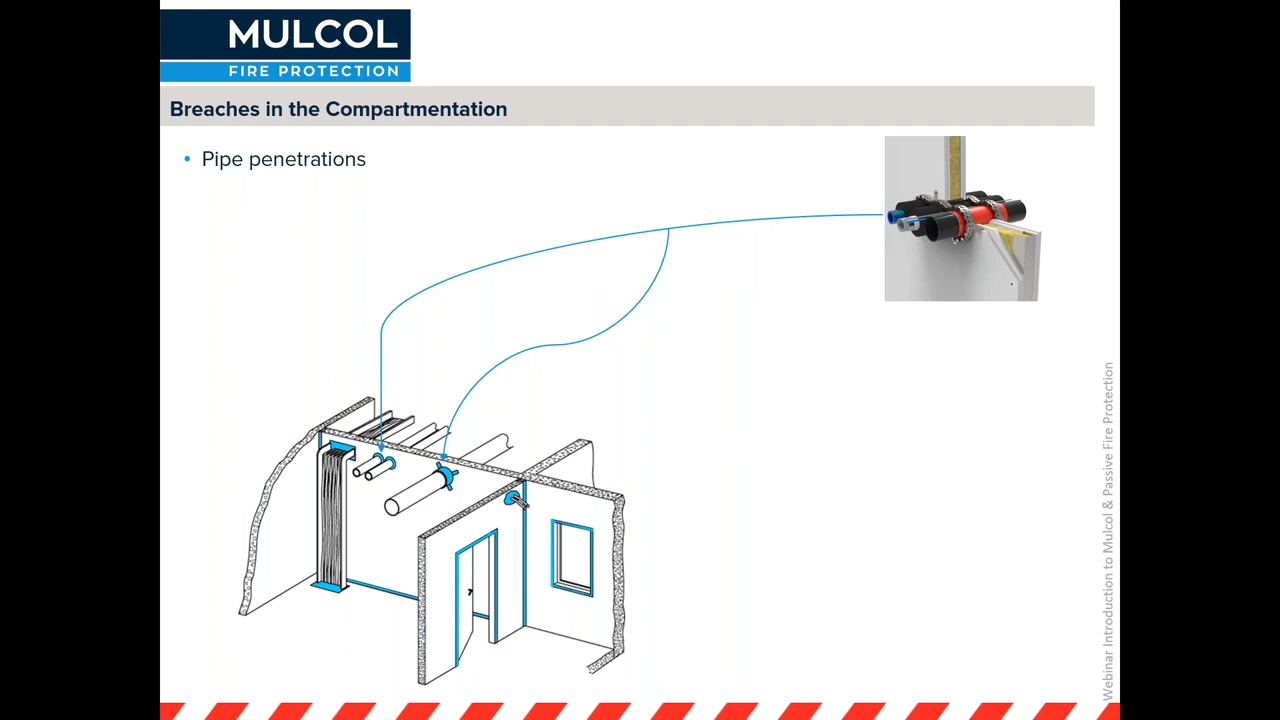 MULCOL
FIRE PROTECTION
Breaches in the Compartmentation
• Pipe penetrations
Webinar Introduction to Mulcol & Passive Fire Protection